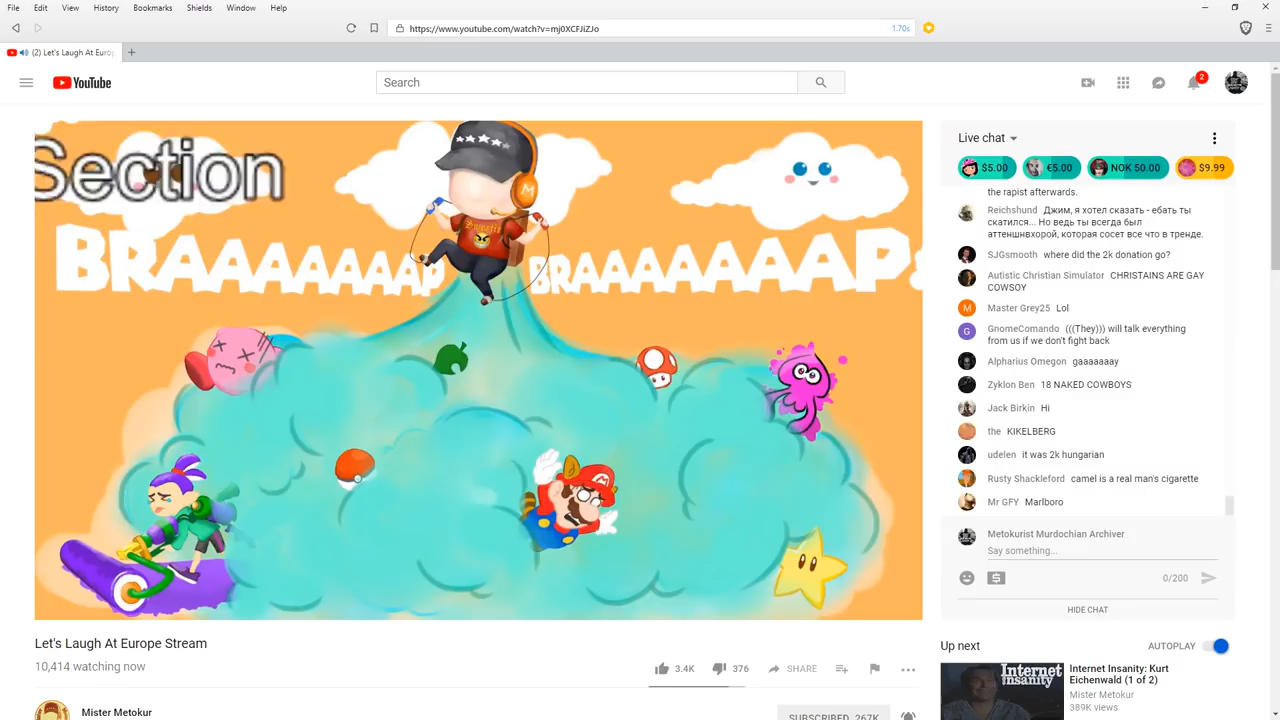 File Edit View History Bookmarks Shields Window Help
https://www.youtube.com/watch?v=mj0XCFJiZJo 1.70s
(2) Let's Laugh At Europ
YouTube
Search
2
Section
BRAAAAAAAP
BRAAAAAAAAP!
Live chat
$5.00 €5.00 NOK 50.00 $9.99
the rapist afterwards.
Reichshund Джим, я хотел сказать - ебать ты
скатился... Но ведь ты всегда был
аттеншнвхорой, которая сосет все что в тренде.
SJGsmooth where did the 2k donation go?
Autistic Christian Simulator CHRISTAINS ARE GAY
COWSOY
M
Master Grey25 Lol
G
GnomeComando (((They))) will talk everything
from us if we don't fight back
Alpharius Omegon gaaaaaaay
Zyklon Ben 18 NAKED COWBOYS
Jack Birkin Hi
the KIKELBERG
udelen it was 2k hungarian
Rusty Shackleford camel is a real man's cigarette
Mr GFY Marlboro
Metokurist Murdochian Archiver
Say something...
0/200
HIDE CHAT
Let's Laugh At Europe Stream
10,414 watching now
3.4K 376 SHARE
Mister Metokur
SUBSCRIBED 267K
Up next AUTOPLAY
Internet
insanity
Internet Insanity: Kurt
Eichenwald (1 of 2)
Mister Metokur
389K views